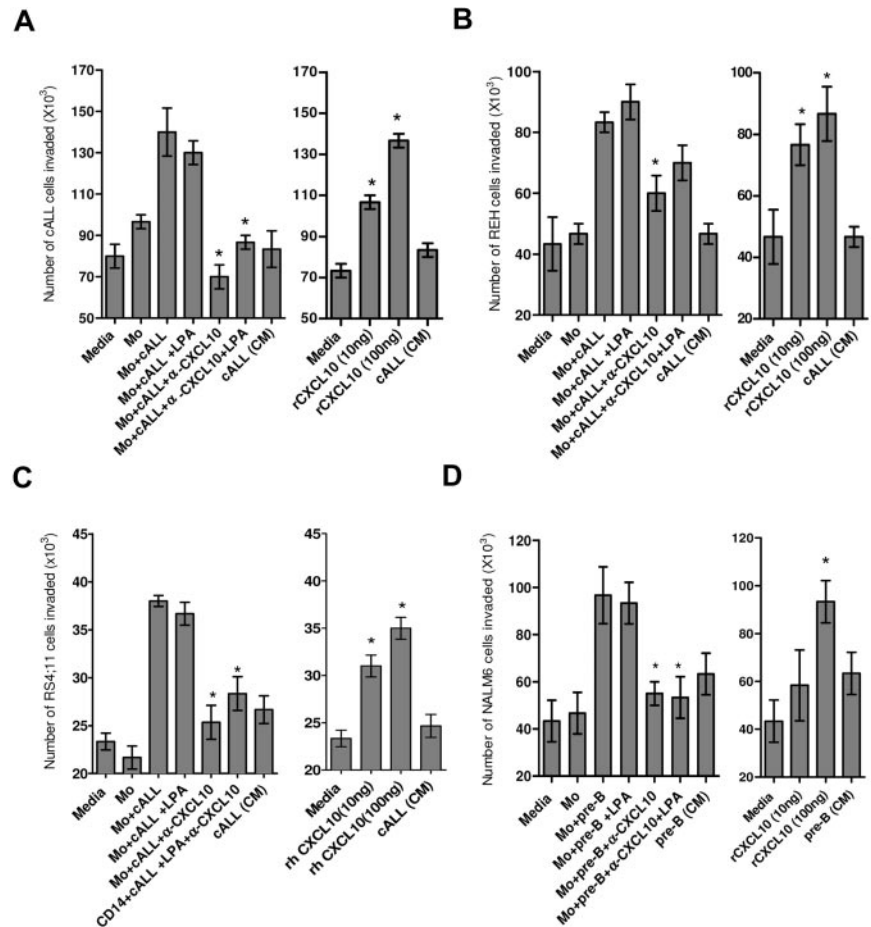 A
Number of cALL cells invaded (X10³)
170
150
130
110
90
70
50
Media
Mo
Mo+cALL
Mo+cALL +LPA
Mo+cALL+α-CXCL10
Mo+cALL+α -CXCL10+LPA
cALL (CM)
*
*
170
150
130
110
90
70
50
Media
rCXCL10 (10ng)
rCXCL10 (100ng)
cALL (CM)
*
*
B
Number of REH cells invaded (X10³)
100
80
60
40
20
Media
Mo
Mo+cALL
Mo+cALL+LPA
Mo+cALL+α-CXCL10
Mo+cALL+α-CXCL10+LPA
cALL (CM)
*
100
80
60
40
20
Media
rCXCL10 (10ng)
rCXCL10 (100ng)
cALL (CM)
*
*
C
Number of RS4;11 cells invaded (x10³)
45
40
35
30
25
20
Media
Mo
Mo+cALL
Mo+cALL +LPA
Mo+cALL+α-CXCL10
CD14+cALL +LPA+α-CXCL10
cALL (CM)
*
*
45
40
35
30
25
20
Media
rh CXCL10(10ng)
rh CXCL10(100ng)
cALL (CM)
*
*
D
Number of NALM6 cells invaded (X10³)
120
100
80
60
40
20
Media
Mo
Mo+pre-B
Mo+pre-B +LPA
Mo+pre-B+α-CXCL10
Mo+pre-B+α-CXCL10+LPA
pre-B (CM)
*
*
120
100
80
60
40
20
Media
rCXCL10 (10ng)
rCXCL10 (100ng)
pre-B (CM)
*